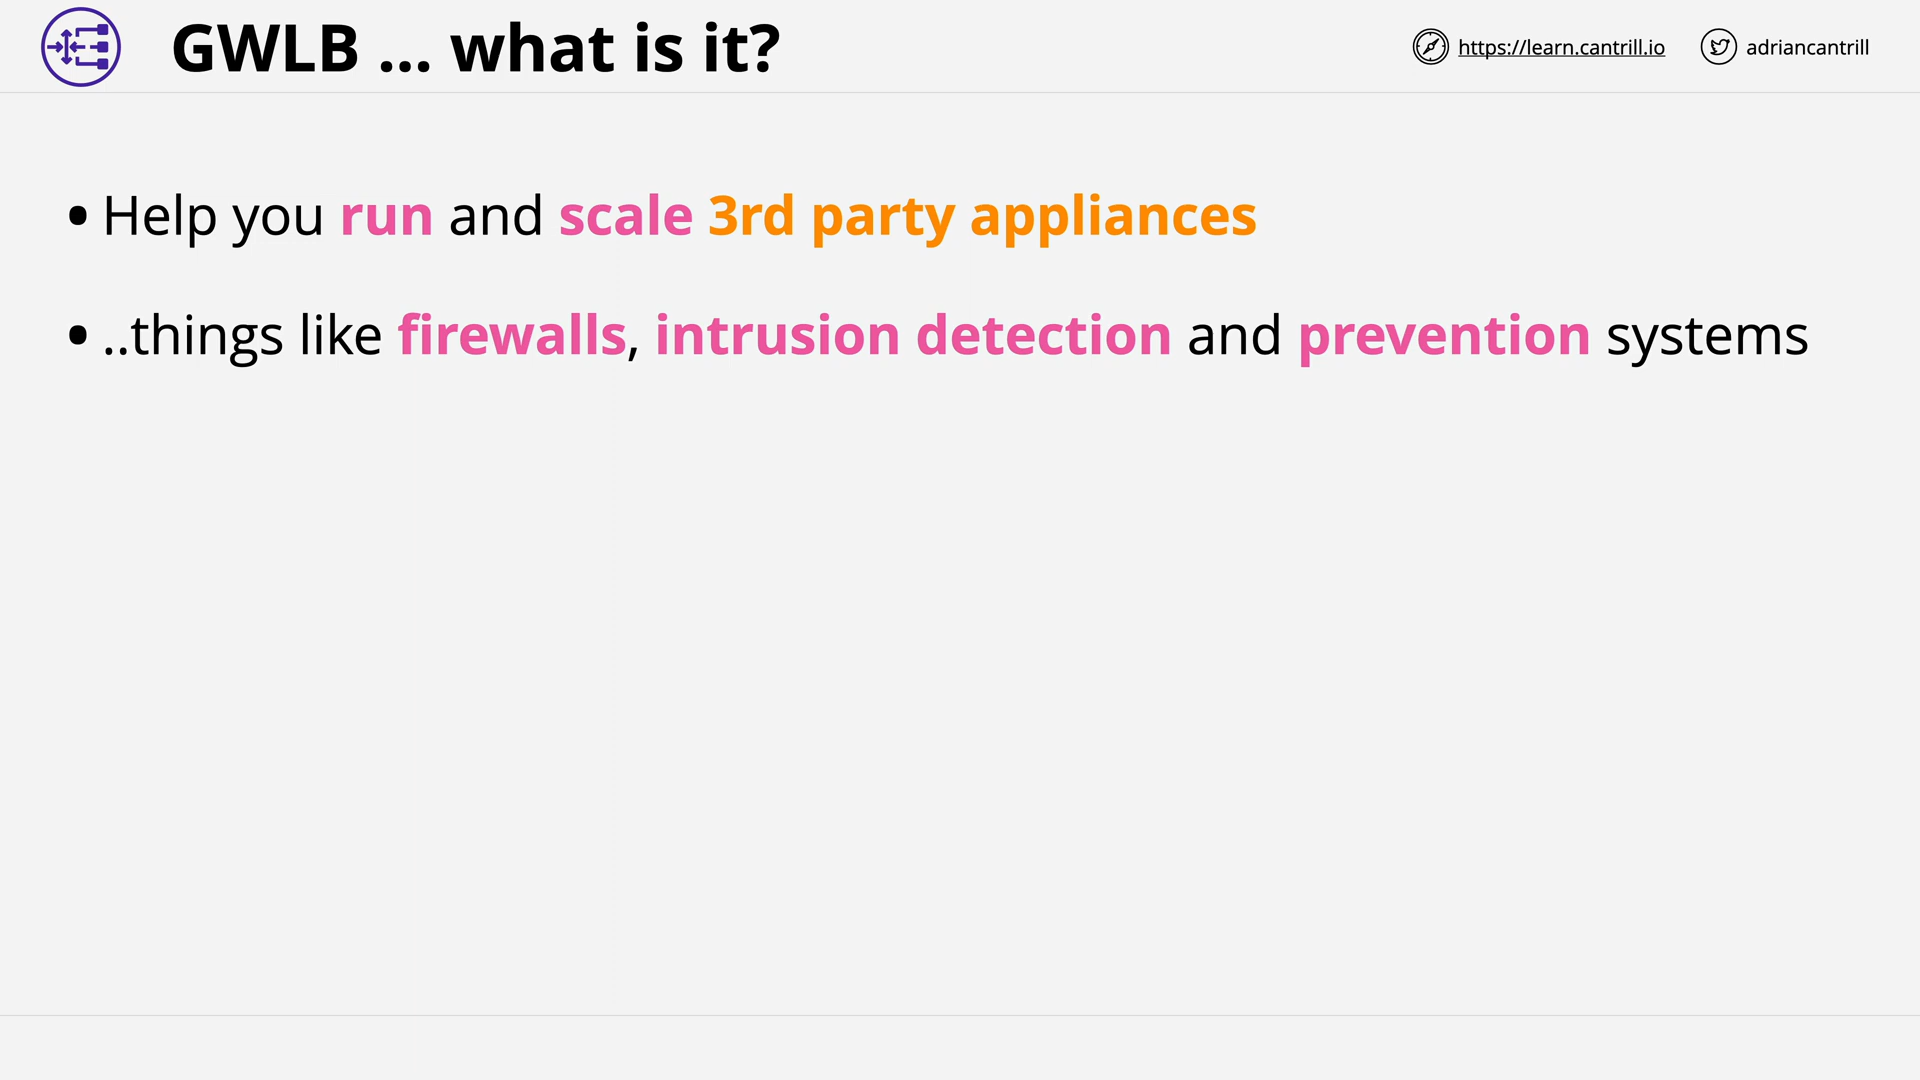 GWLB ... what is it?
https://learn.cantrill.io
adriancantrill
• Help you run and scale 3rd party appliances
• ..things like firewalls, intrusion detection and prevention systems